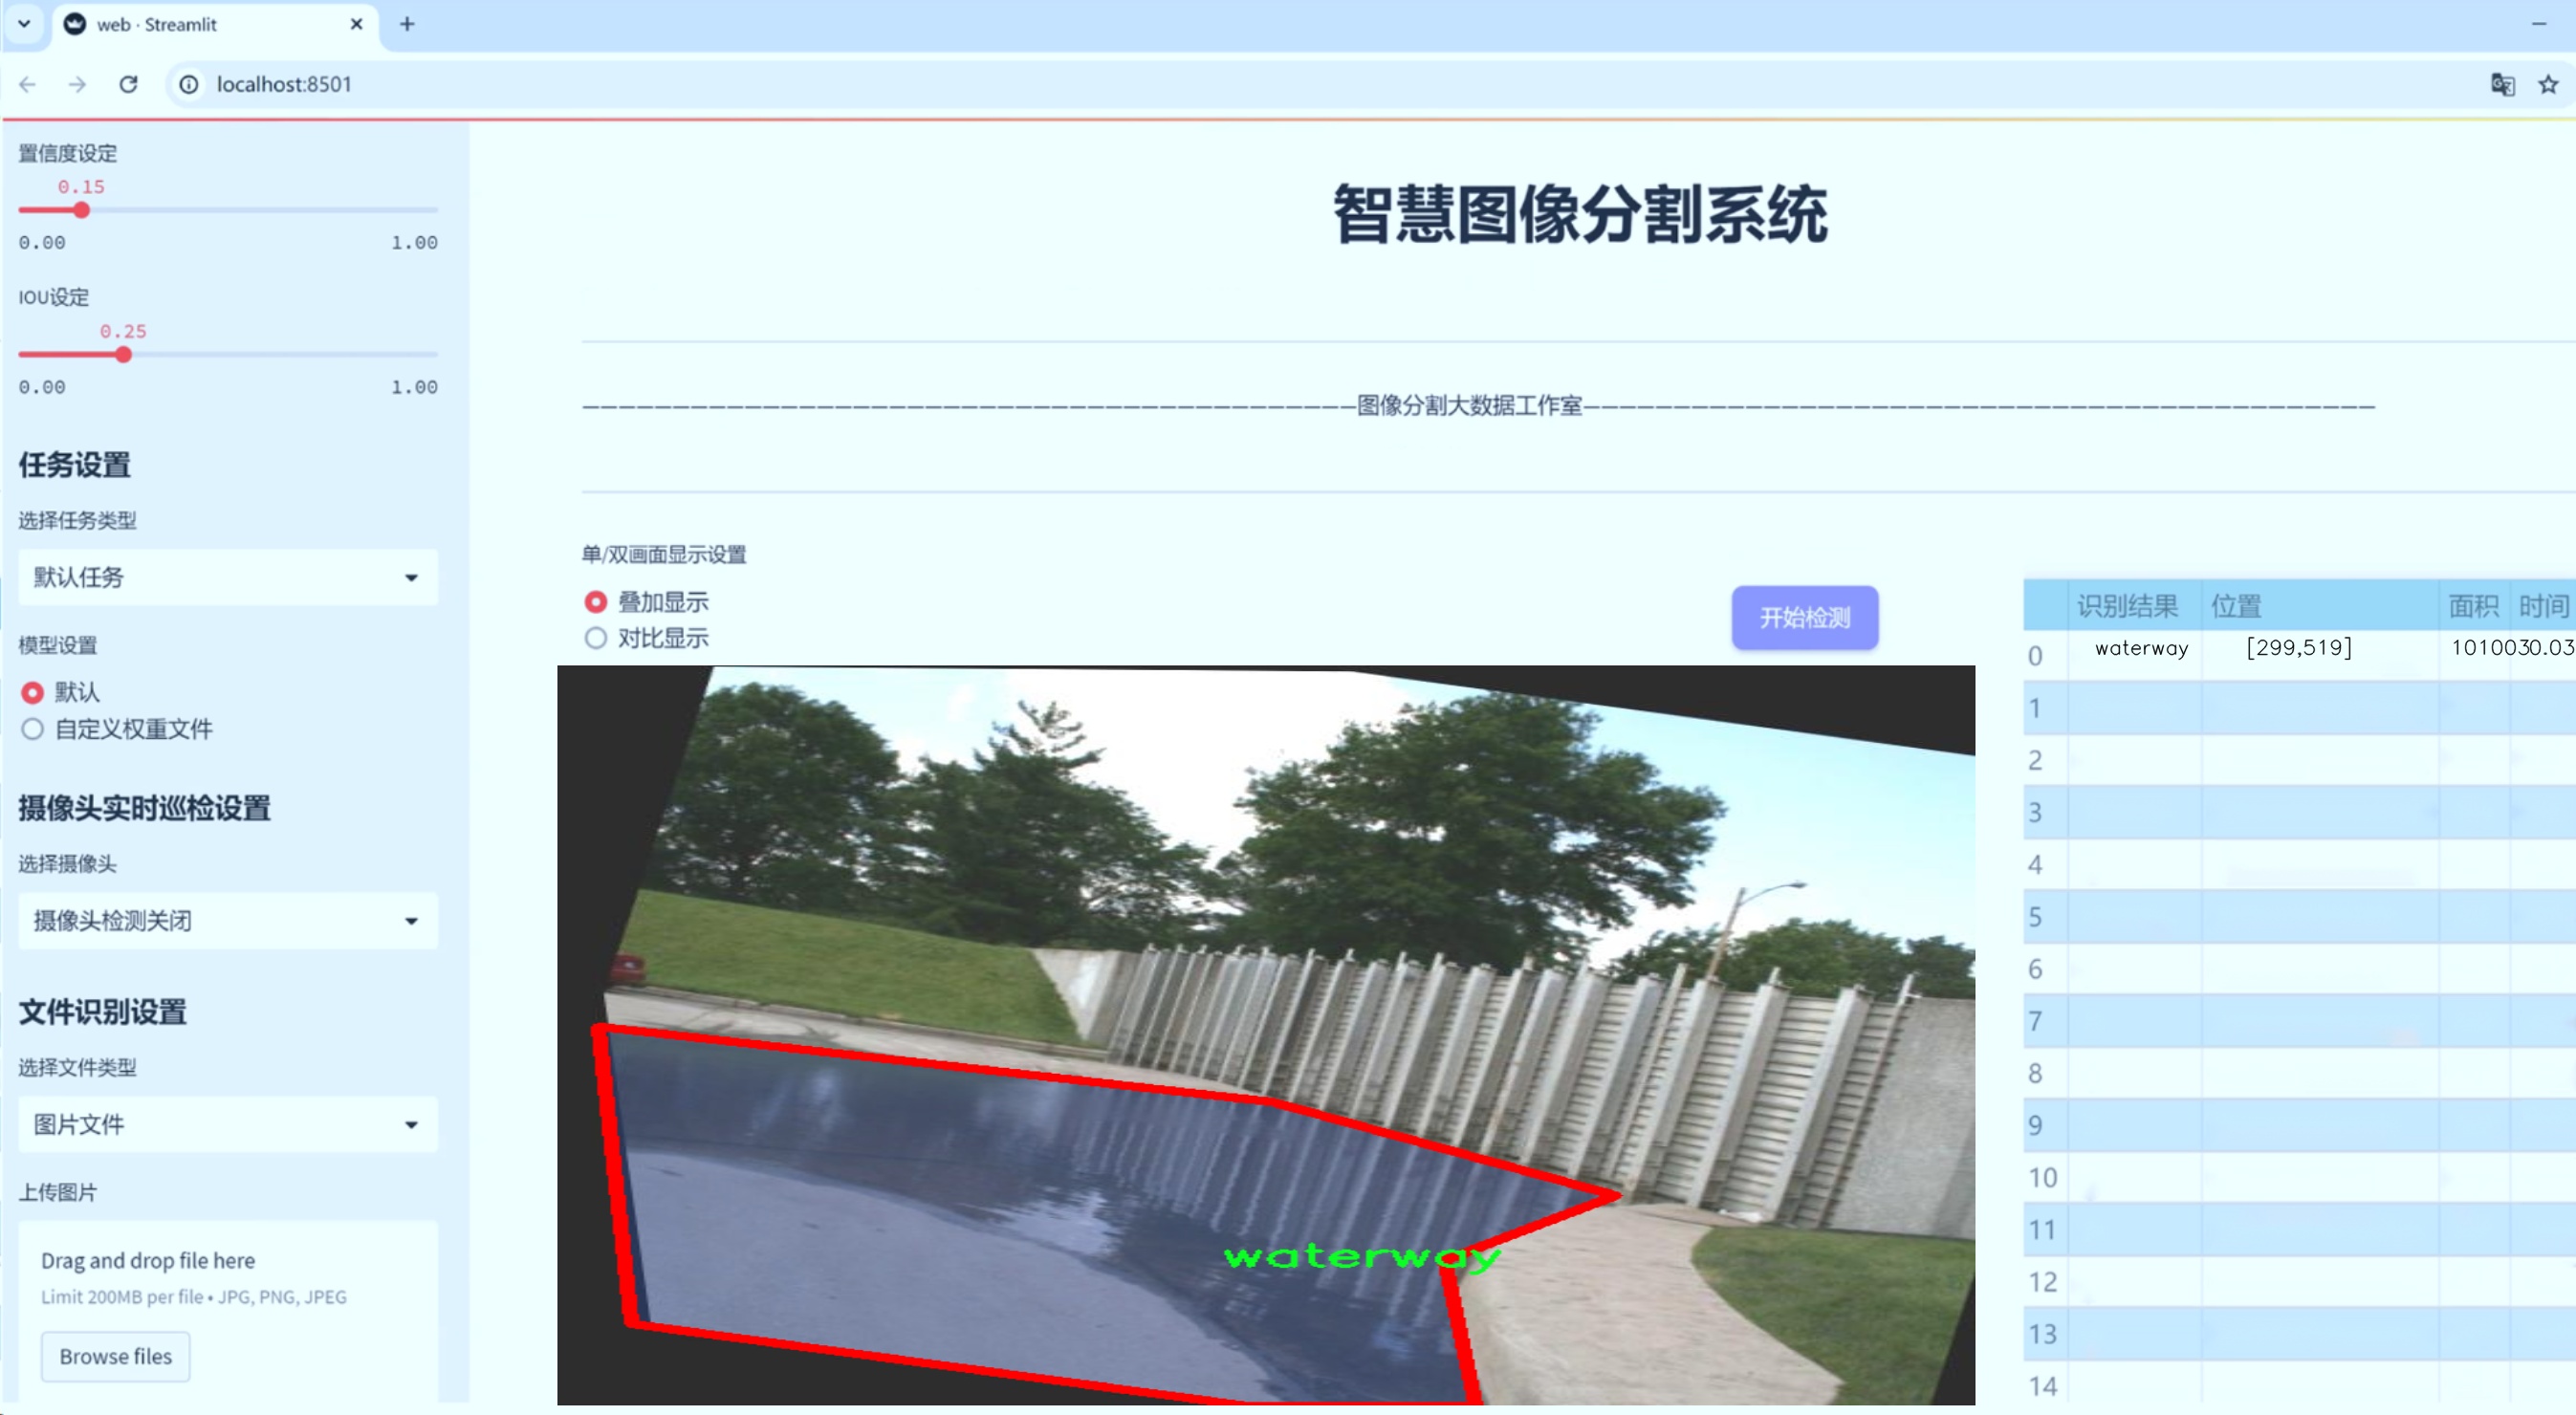 web · Streamlit
localhost:8501
置信度设定
0.15
0.00 1.00
IOU设定
0.25
0.00 1.00
任务设置
选择任务类型
默认任务
模型设置
默认
自定义权重文件
摄像头实时巡检设置
选择摄像头
摄像头检测关闭
文件识别设置
选择文件类型
图片文件
上传图片
Drag and drop file here
Limit 200MB per file • JPG, PNG, JPEG
Browse files
智慧图像分割系统
———————————————————————————————————————————图像分割大数据工作室————————————————————————————————————————————
单/双画面显示设置
叠加显示
对比显示
开始检测
waterway
识别结果 位置 面积 时间
0 waterway [299,519] 1010030.03
1
2
3
4
5
6
7
8
9
10
11
12
13
14